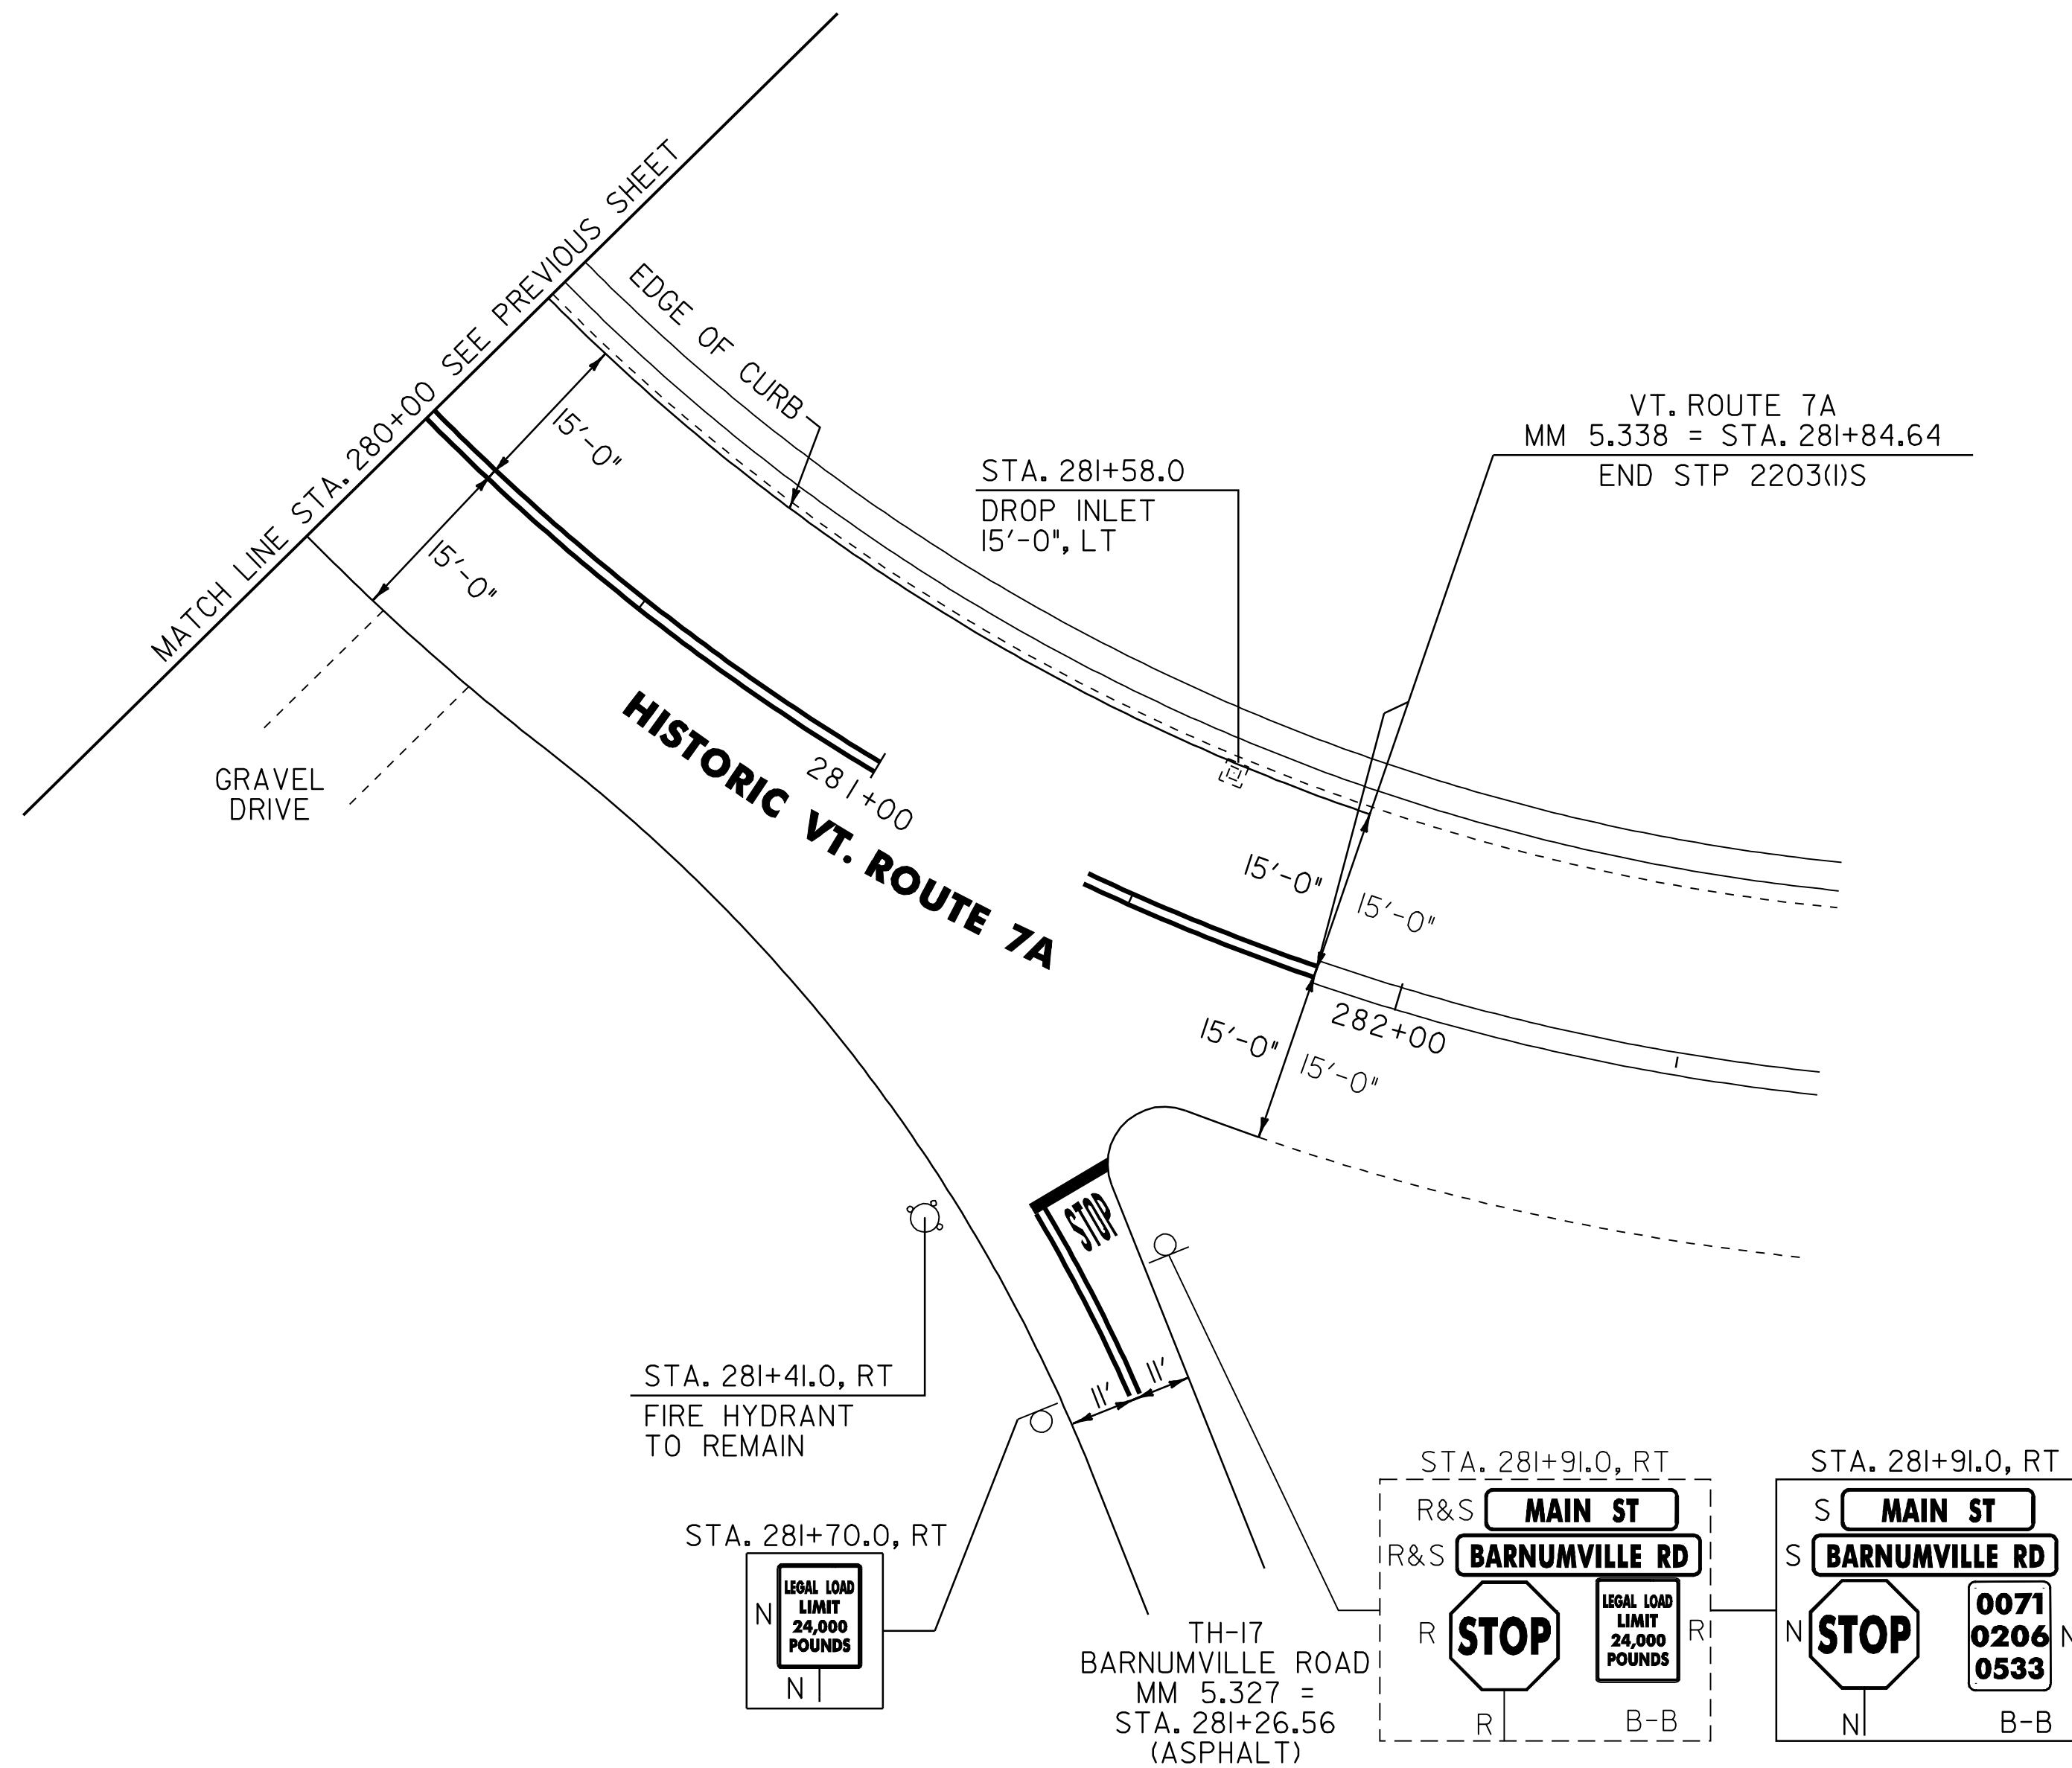 MATCH LINE STA. 280+00 SEE PREVIOUS SHEET
EDGE OF CURB
15'-0"
15'-0"
GRAVEL
DRIVE
HISTORIC VT. ROUTE 7A
281+00
STA. 281+58.0
DROP INLET
15'-0", LT
VT. ROUTE 7A
MM 5.338 = STA. 281+84.64
END STP 2203(1)S
15'-0"
15'-0"
15'-0"
15'-0"
282+00
STOP
11'
11'
STA. 281+41.0, RT
FIRE HYDRANT
TO REMAIN
STA. 281+70.0, RT
LEGAL LOAD
LIMIT
24,000
POUNDS
N
N
TH-17
BARNUMVILLE ROAD
MM 5.327 =
STA. 281+26.56
(ASPHALT)
STA. 281+91.0, RT
R&S MAIN ST
R&S BARNUMVILLE RD
R STOP
LEGAL LOAD
LIMIT
24,000
POUNDS
R
R
B-B
STA. 281+91.0, RT
S MAIN ST
S BARNUMVILLE RD
N STOP
0071
0206
0533
N
N
B-B